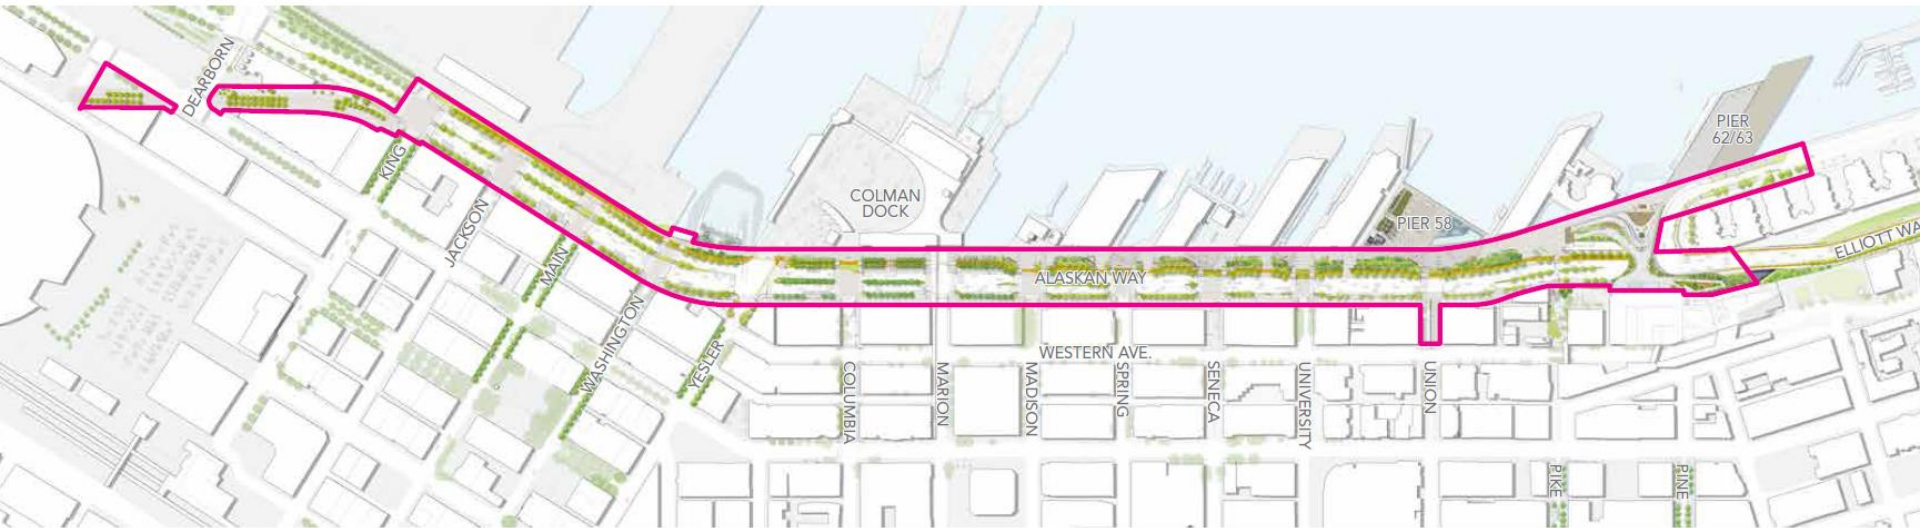 DEARBORN
KING
JACKSON
MAIN
WASHINGTON
YESLER
COLMAN
DOCK
ALASKAN WAY
WESTERN AVE.
COLUMBIA
MARION
MADISON
SPRING
SENECA
UNIVERSITY
UNION
PIER 58
PIER
62/63
ELLIOTT WA
PIKE
PINE